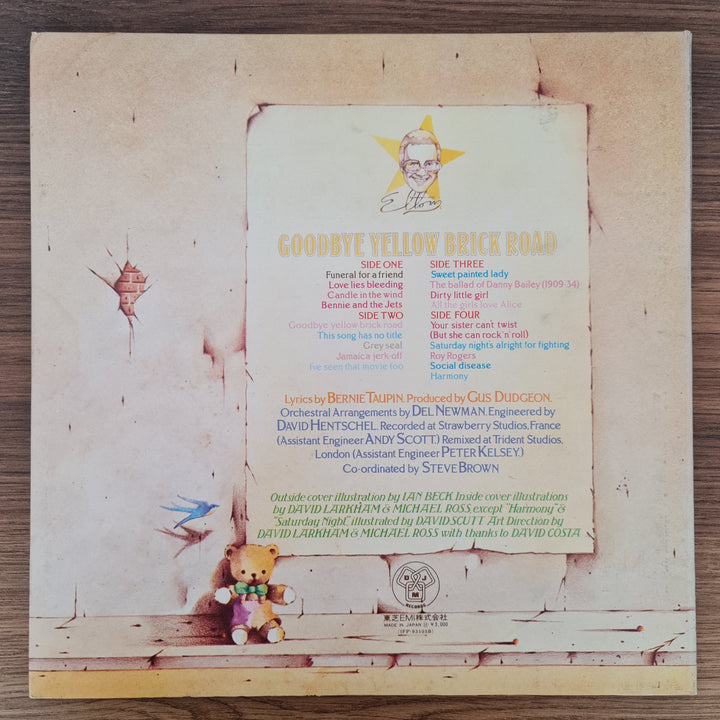 Elton
GOODBYE YELLOW BRICK ROAD
SIDE ONE
Funeral for a friend
Love lies bleeding
Candle in the wind
Bennie and the Jets
SIDE TWO
Goodbye yellow brick road
This song has no title
Grey seal
Jamaica jerk-off
I've seen that movie too
SIDE THREE
Sweet painted lady
The ballad of Danny Bailey (1909-34)
Dirty little girl
All the girls love Alice
SIDE FOUR
Your sister can't twist
(But she can rock 'n' roll)
Saturday nights alright for fighting
Roy Rogers
Social disease
Harmony
Lyrics by BERNIE TAUPIN. Produced by GUS DUDGEON.
Orchestral Arrangements by DEL NEWMAN. Engineered by
DAVID HENTSCHEL. Recorded at Strawberry Studios, France
(Assistant Engineer ANDY SCOTT.) Remixed at Trident Studios,
London (Assistant Engineer PETER KELSEY.)
Co-ordinated by STEVE BROWN
Outside cover illustration by IAN BECK Inside cover illustrations
by DAVID LARKHAM & MICHAEL ROSS, except "Harmony" &
"Saturday Night", illustrated by DAVID SCUTT Art Direction by
DAVID LARKHAM & MICHAEL ROSS with thanks to DAVID COSTA
DJM
RECORDS
東芝EMI株式会社
MADE IN JAPAN Ⓡ ¥3,000
(IFP-93105B)